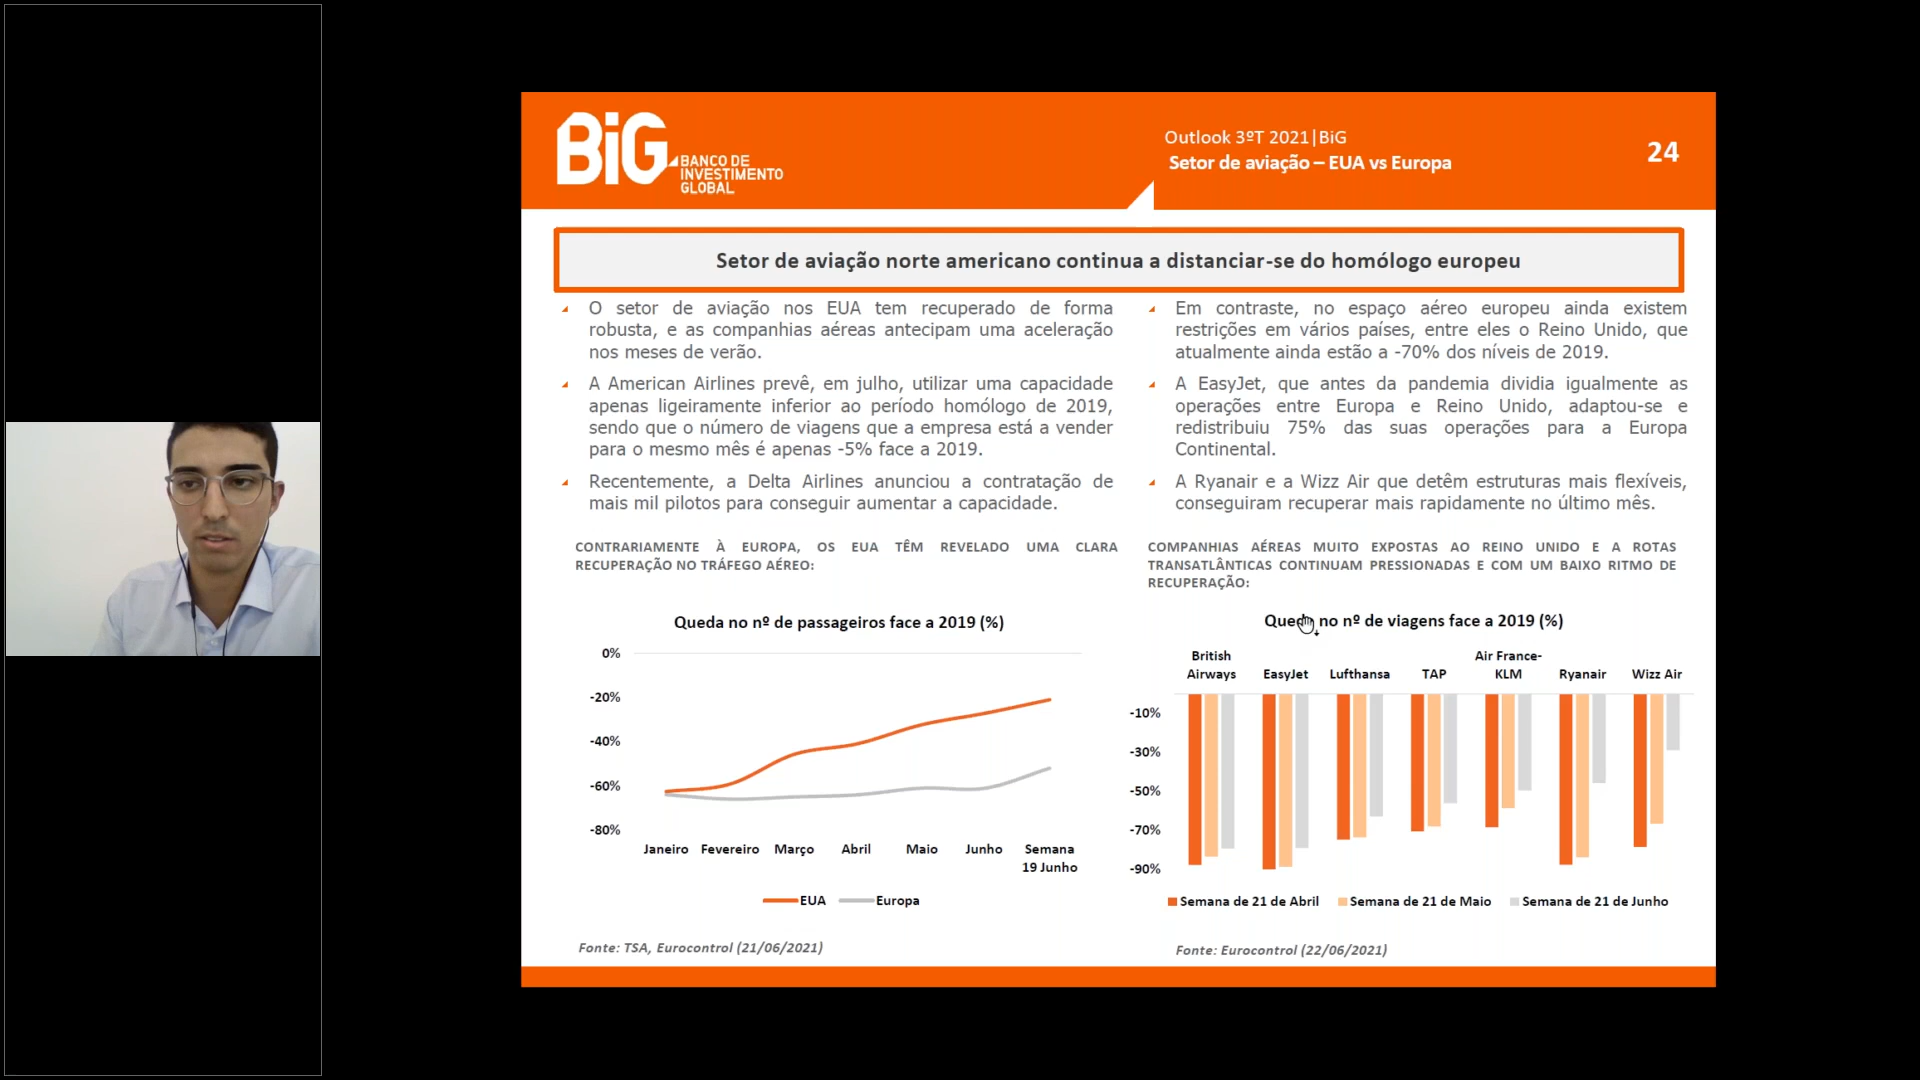 BiG
BANCO DE
INVESTIMENTO
GLOBAL
Outlook 3ºT 2021|BiG
Setor de aviação – EUA vs Europa
24
Setor de aviação norte americano continua a distanciar-se do homólogo europeu
O setor de aviação nos EUA tem recuperado de forma
robusta, e as companhias aéreas antecipam uma aceleração
nos meses de verão.
A American Airlines prevê, em julho, utilizar uma capacidade
apenas ligeiramente inferior ao período homólogo de 2019,
sendo que o número de viagens que a empresa está a vender
para o mesmo mês é apenas -5% face a 2019.
Recentemente, a Delta Airlines anunciou a contratação de
mais mil pilotos para conseguir aumentar a capacidade.
CONTRARIAMENTE À EUROPA, OS EUA TÊM REVELADO UMA CLARA
RECUPERAÇÃO NO TRÁFEGO AÉREO:
Queda no nº de passageiros face a 2019 (%)
0%
-20%
-40%
-60%
-80%
Janeiro Fevereiro Março Abril Maio Junho Semana
19 Junho
EUA Europa
Fonte: TSA, Eurocontrol (21/06/2021)
Em contraste, no espaço aéreo europeu ainda existem
restrições em vários países, entre eles o Reino Unido, que
atualmente ainda estão a -70% dos níveis de 2019.
A EasyJet, que antes da pandemia dividia igualmente as
operações entre Europa e Reino Unido, adaptou-se e
redistribuiu 75% das suas operações para a Europa
Continental.
A Ryanair e a Wizz Air que detêm estruturas mais flexíveis,
conseguiram recuperar mais rapidamente no último mês.
COMPANHIAS AÉREAS MUITO EXPOSTAS AO REINO UNIDO E A ROTAS
TRANSATLÂNTICAS CONTINUAM PRESSIONADAS E COM UM BAIXO RITMO DE
RECUPERAÇÃO:
Queda no nº de viagens face a 2019 (%)
British Air France-
Airways EasyJet Lufthansa TAP KLM Ryanair Wizz Air
-10%
-30%
-50%
-70%
-90%
Semana de 21 de Abril Semana de 21 de Maio Semana de 21 de Junho
Fonte: Eurocontrol (22/06/2021)